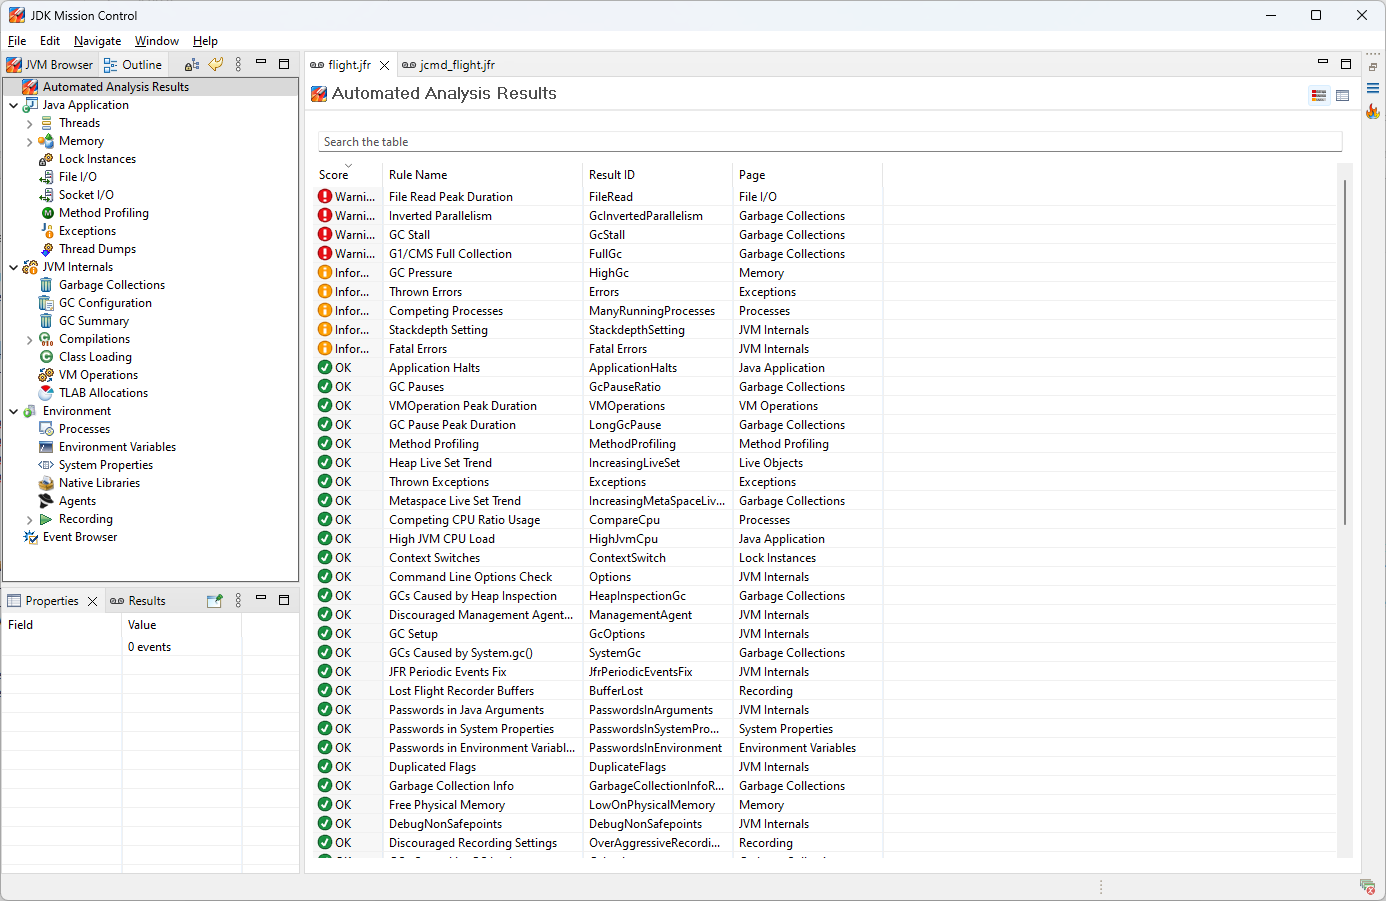 JDK Mission Control
File Edit Navigate Window Help
JVM Browser Outline
Automated Analysis Results
Java Application
Threads
Memory
Lock Instances
File I/O
Socket I/O
Method Profiling
Exceptions
Thread Dumps
JVM Internals
Garbage Collections
GC Configuration
GC Summary
Compilations
Class Loading
VM Operations
TLAB Allocations
Environment
Processes
Environment Variables
System Properties
Native Libraries
Agents
Recording
Event Browser
Properties Results
Field Value
0 events
flight.jfr jcmd_flight.jfr
Automated Analysis Results
Search the table
Score Rule Name Result ID Page
Warni... File Read Peak Duration FileRead File I/O
Warni... Inverted Parallelism GcInvertedParallelism Garbage Collections
Warni... GC Stall GcStall Garbage Collections
Warni... G1/CMS Full Collection FullGc Garbage Collections
Infor... GC Pressure HighGc Memory
Infor... Thrown Errors Errors Exceptions
Infor... Competing Processes ManyRunningProcesses Processes
Infor... Stackdepth Setting StackdepthSetting JVM Internals
Infor... Fatal Errors Fatal Errors JVM Internals
OK Application Halts ApplicationHalts Java Application
OK GC Pauses GcPauseRatio Garbage Collections
OK VMOperation Peak Duration VMOperations VM Operations
OK GC Pause Peak Duration LongGcPause Garbage Collections
OK Method Profiling MethodProfiling Method Profiling
OK Heap Live Set Trend IncreasingLiveSet Live Objects
OK Thrown Exceptions Exceptions Exceptions
OK Metaspace Live Set Trend IncreasingMetaSpaceLiv... Garbage Collections
OK Competing CPU Ratio Usage CompareCpu Processes
OK High JVM CPU Load HighJvmCpu Java Application
OK Context Switches ContextSwitch Lock Instances
OK Command Line Options Check Options JVM Internals
OK GCs Caused by Heap Inspection HeapInspectionGc Garbage Collections
OK Discouraged Management Agent... ManagementAgent JVM Internals
OK GC Setup GcOptions JVM Internals
OK GCs Caused by System.gc() SystemGc Garbage Collections
OK JFR Periodic Events Fix JfrPeriodicEventsFix JVM Internals
OK Lost Flight Recorder Buffers BufferLost Recording
OK Passwords in Java Arguments PasswordsInArguments JVM Internals
OK Passwords in System Properties PasswordsInSystemPro... System Properties
OK Passwords in Environment Variabl... PasswordsInEnvironment Environment Variables
OK Duplicated Flags DuplicateFlags JVM Internals
OK Garbage Collection Info GarbageCollectionInfoR... Garbage Collections
OK Free Physical Memory LowOnPhysicalMemory Memory
OK DebugNonSafepoints DebugNonSafepoints JVM Internals
OK Discouraged Recording Settings OverAggressiveRecordi... Recording